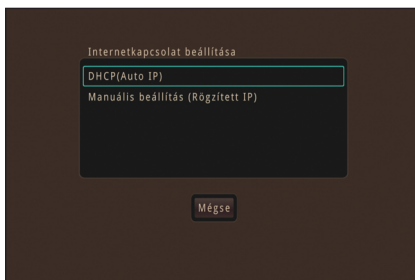 Internetkapcsolat beállítása
DHCP(Auto IP)
Manuális beállítás (Rögzített IP)
Mégse